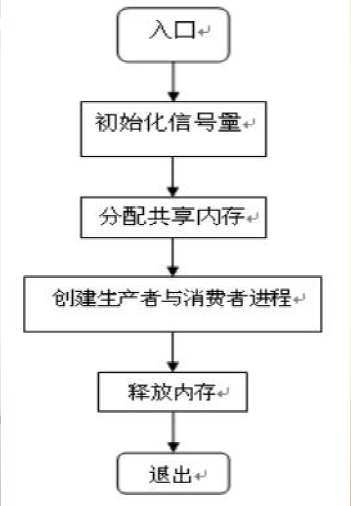 入口
初始化信号量
分配共享内存
创建生产者与消费者进程
释放内存
退出